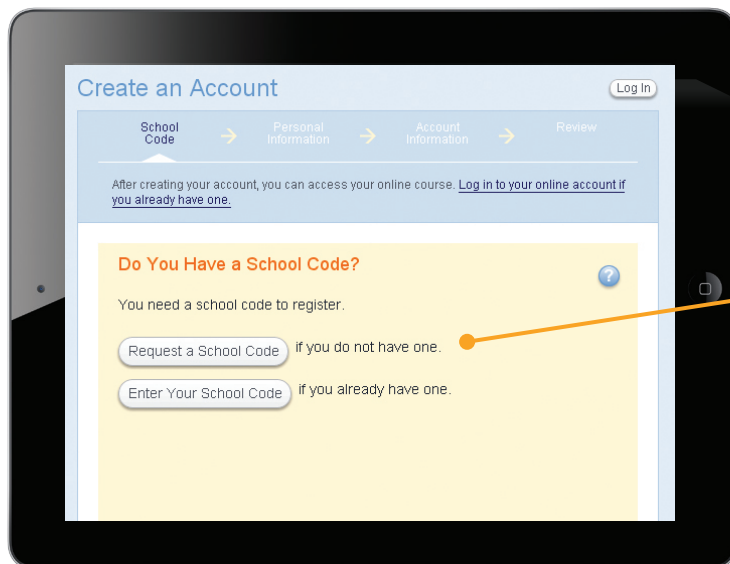 Create an Account
Log In
School
Code
Personal
Information
Account
Information
Review
After creating your account, you can access your online course. Log in to your online account if
you already have one.
Do You Have a School Code?
?
You need a school code to register.
Request a School Code if you do not have one.
Enter Your School Code if you already have one.